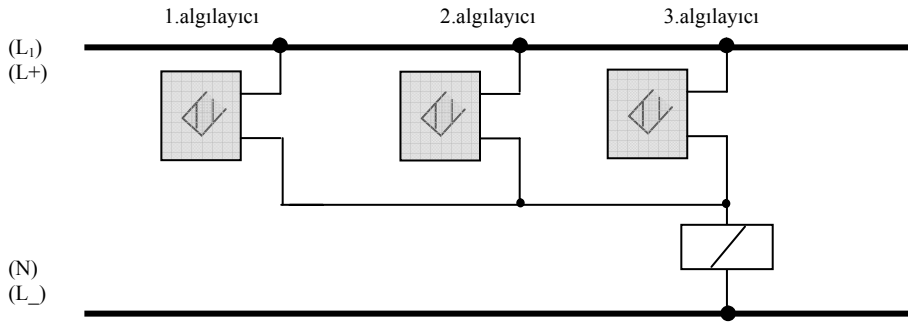 1.algılayıcı 2.algılayıcı 3.algılayıcı
(L₁)
(L+)
(N)
(L_)